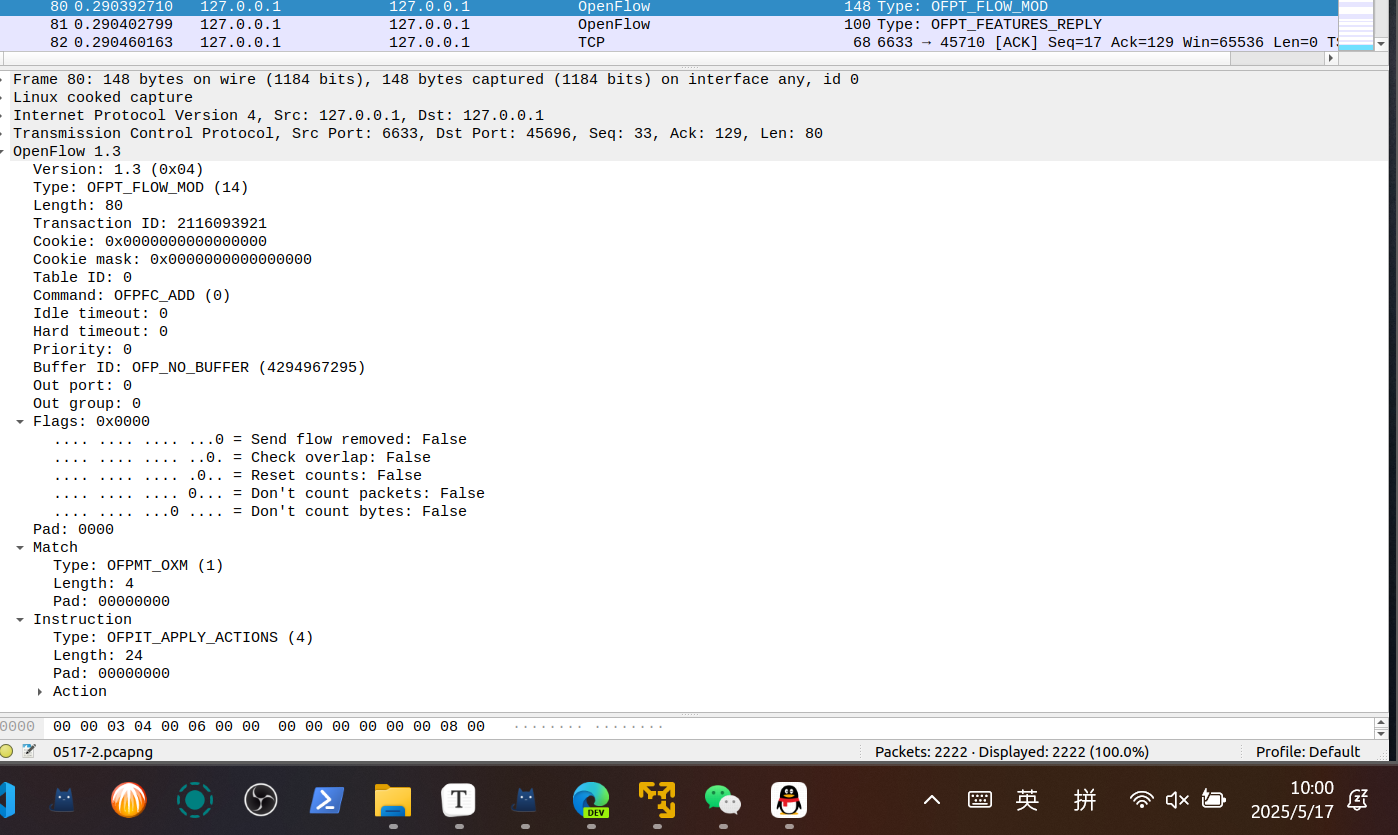 80 0.290392710 127.0.0.1 127.0.0.1 OpenFlow 148 Type: OFPT_FLOW_MOD
81 0.290402799 127.0.0.1 127.0.0.1 OpenFlow 100 Type: OFPT_FEATURES_REPLY
82 0.290460163 127.0.0.1 127.0.0.1 TCP 68 6633 → 45710 [ACK] Seq=17 Ack=129 Win=65536 Len=0
Frame 80: 148 bytes on wire (1184 bits), 148 bytes captured (1184 bits) on interface any, id 0
Linux cooked capture
Internet Protocol Version 4, Src: 127.0.0.1, Dst: 127.0.0.1
Transmission Control Protocol, Src Port: 6633, Dst Port: 45696, Seq: 33, Ack: 129, Len: 80
OpenFlow 1.3
Version: 1.3 (0x04)
Type: OFPT_FLOW_MOD (14)
Length: 80
Transaction ID: 2116093921
Cookie: 0x0000000000000000
Cookie mask: 0x0000000000000000
Table ID: 0
Command: OFPFC_ADD (0)
Idle timeout: 0
Hard timeout: 0
Priority: 0
Buffer ID: OFP_NO_BUFFER (4294967295)
Out port: 0
Out group: 0
Flags: 0x0000
.... .... .... ...0 = Send flow removed: False
.... .... .... ..0. = Check overlap: False
.... .... .... .0.. = Reset counts: False
.... .... .... 0... = Don't count packets: False
.... .... ...0 .... = Don't count bytes: False
Pad: 0000
Match
Type: OFPMT_OXM (1)
Length: 4
Pad: 00000000
Instruction
Type: OFPIT_APPLY_ACTIONS (4)
Length: 24
Pad: 00000000
Action
0000 00 00 03 04 00 06 00 00 00 00 00 00 00 00 08 00 ········ ········
0517-2.pcapng Packets: 2222 · Displayed: 2222 (100.0%) Profile: Default
T
DEV
英
拼
10:00
2025/5/17